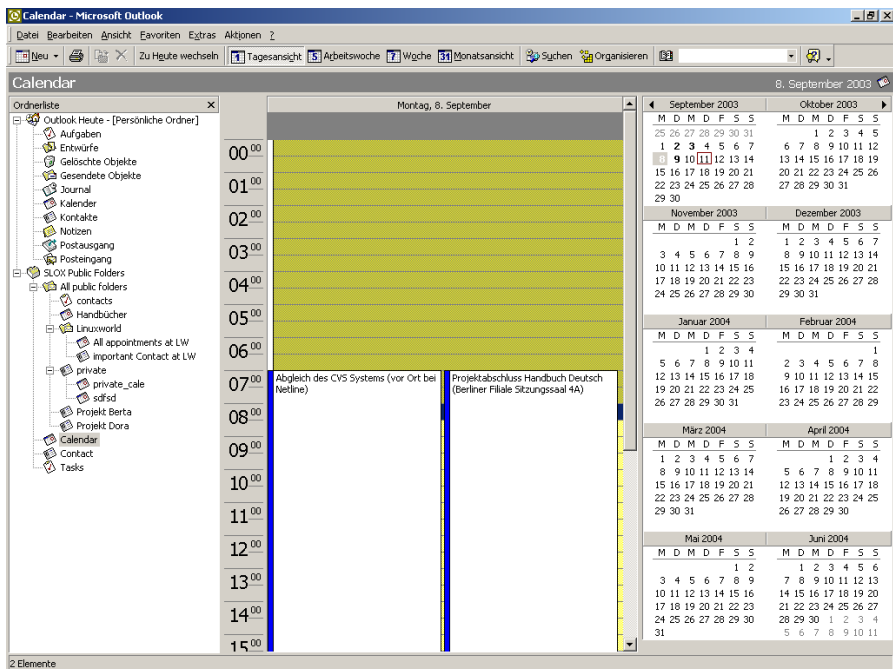 Calendar - Microsoft Outlook
Datei Bearbeiten Ansicht Favoriten Extras Aktionen ?
Neu Zu Heute wechseln 1 Tagesansicht 5 Arbeitswoche 7 Woche 31 Monatsansicht Suchen Organisieren
Calendar 8. September 2003
Ordnerliste
Outlook Heute - [Persönliche Ordner]
Aufgaben
Entwürfe
Gelöschte Objekte
Gesendete Objekte
Journal
Kalender
Kontakte
Notizen
Postausgang
Posteingang
SLOX Public Folders
All public folders
contacts
Handbücher
Linuxworld
All appointments at LW
important Contact at LW
private
private_cale
sdfsd
Projekt Berta
Projekt Dora
Calendar
Contact
Tasks
Montag, 8. September
00 00
01 00
02 00
03 00
04 00
05 00
06 00
07 00
08 00
09 00
10 00
11 00
12 00
13 00
14 00
15 00
Abgleich des CVS Systems (vor Ort bei
Netline)
Projektabschluss Handbuch Deutsch
(Berliner Filiale Sitzungssaal 4A)
September 2003
M D M D F S S
25 26 27 28 29 30 31
1 2 3 4 5 6 7
8 9 10 11 12 13 14
15 16 17 18 19 20 21
22 23 24 25 26 27 28
29 30
Oktober 2003
M D M D F S S
1 2 3 4 5
6 7 8 9 10 11 12
13 14 15 16 17 18 19
20 21 22 23 24 25 26
27 28 29 30 31
November 2003
M D M D F S S
1 2
3 4 5 6 7 8 9
10 11 12 13 14 15 16
17 18 19 20 21 22 23
24 25 26 27 28 29 30
Dezember 2003
M D M D F S S
1 2 3 4 5 6 7
8 9 10 11 12 13 14
15 16 17 18 19 20 21
22 23 24 25 26 27 28
29 30 31
Januar 2004
M D M D F S S
1 2 3 4
5 6 7 8 9 10 11
12 13 14 15 16 17 18
19 20 21 22 23 24 25
26 27 28 29 30 31
Februar 2004
M D M D F S S
1
2 3 4 5 6 7 8
9 10 11 12 13 14 15
16 17 18 19 20 21 22
23 24 25 26 27 28 29
März 2004
M D M D F S S
1 2 3 4 5 6 7
8 9 10 11 12 13 14
15 16 17 18 19 20 21
22 23 24 25 26 27 28
29 30 31
April 2004
M D M D F S S
1 2 3 4
5 6 7 8 9 10 11
12 13 14 15 16 17 18
19 20 21 22 23 24 25
26 27 28 29 30
Mai 2004
M D M D F S S
1 2
3 4 5 6 7 8 9
10 11 12 13 14 15 16
17 18 19 20 21 22 23
24 25 26 27 28 29 30
31
Juni 2004
M D M D F S S
1 2 3 4 5 6
7 8 9 10 11 12 13
14 15 16 17 18 19 20
21 22 23 24 25 26 27
28 29 30 1 2 3 4
5 6 7 8 9 10 11
2 Elemente